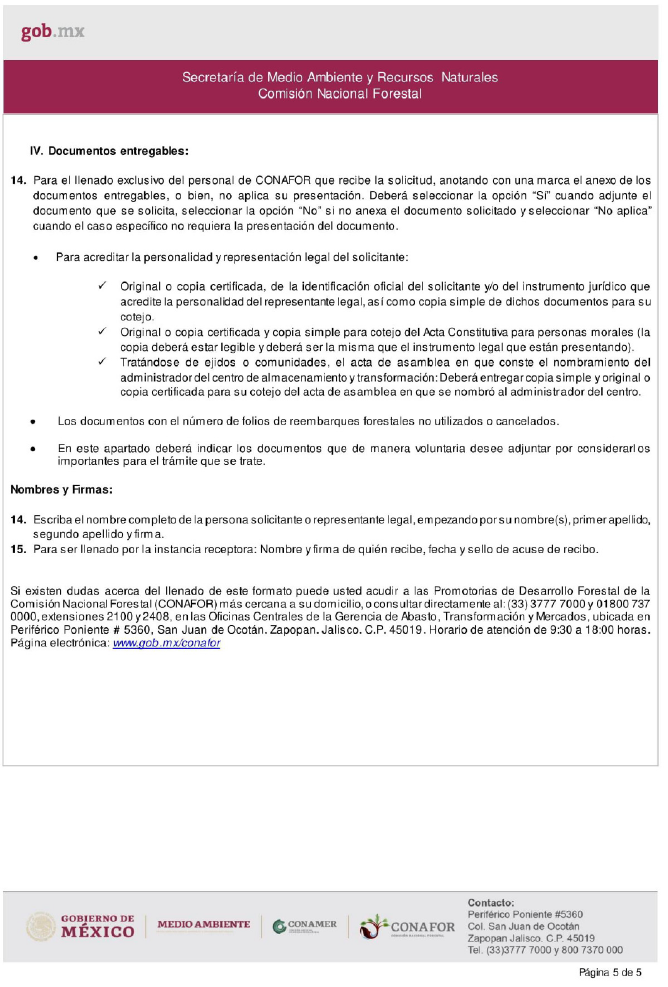 gob.mx
Secretaría de Medio Ambiente y Recursos Naturales
Comisión Nacional Forestal
IV. Documentos entregables:
14. Para el llenado exclusivo del personal de CONAFOR que recibe la solicitud, anotando con una marca el anexo de los
documentos entregables, o bien, no aplica su presentación. Deberá seleccionar la opción “Sí” cuando adjunte el
documento que se solicita, seleccionar la opción “No” si no anexa el documento solicitado y seleccionar “No aplica”
cuando el caso específico no requiera la presentación del documento.
• Para acreditar la personalidad y representación legal del solicitante:
✓ Original o copia certificada, de la identificación oficial del solicitante y/o del instrumento jurídico que
acredite la personalidad del representante legal, así como copia simple de dichos documentos para su
cotejo.
✓ Original o copia certificada y copia simple para cotejo del Acta Constitutiva para personas morales (la
copia deberá estar legible y deberá ser la misma que el instrumento legal que están presentando).
✓ Tratándose de ejidos o comunidades, el acta de asamblea en que conste el nombramiento del
administrador del centro de almacenamiento y transformación: Deberá entregar copia simple y original o
copia certificada para su cotejo del acta de asamblea en que se nombró al administrador del centro.
• Los documentos con el número de folios de reembarques forestales no utilizados o cancelados.
• En este apartado deberá indicar los documentos que de manera voluntaria desee adjuntar por considerarlos
importantes para el trámite que se trate.
Nombres y Firmas:
14. Escriba el nombre completo de la persona solicitante o representante legal, empezando por su nombre(s), primer apellido,
segundo apellido y firma.
15. Para ser llenado por la instancia receptora: Nombre y firma de quién recibe, fecha y sello de acuse de recibo.
Si existen dudas acerca del llenado de este formato puede usted acudir a las Promotorias de Desarrollo Forestal de la
Comisión Nacional Forestal (CONAFOR) más cercana a su domicilio, o consultar directamente al: (33) 3777 7000 y 01800 737
0000, extensiones 2100 y 2408, en las Oficinas Centrales de la Gerencia de Abasto, Transformación y Mercados, ubicada en
Periférico Poniente # 5360, San Juan de Ocotán. Zapopan. Jalisco. C.P. 45019. Horario de atención de 9:30 a 18:00 horas.
Página electrónica: www.gob.mx/conafor
GOBIERNO DE
MÉXICO
MEDIO AMBIENTE
CONAMER
CONAFOR
Contacto:
Periférico Poniente #5360
Col. San Juan de Ocotán
Zapopan Jalisco. C.P. 45019
Tel. (33)3777 7000 y 800 7370 000
Página 5 de 5